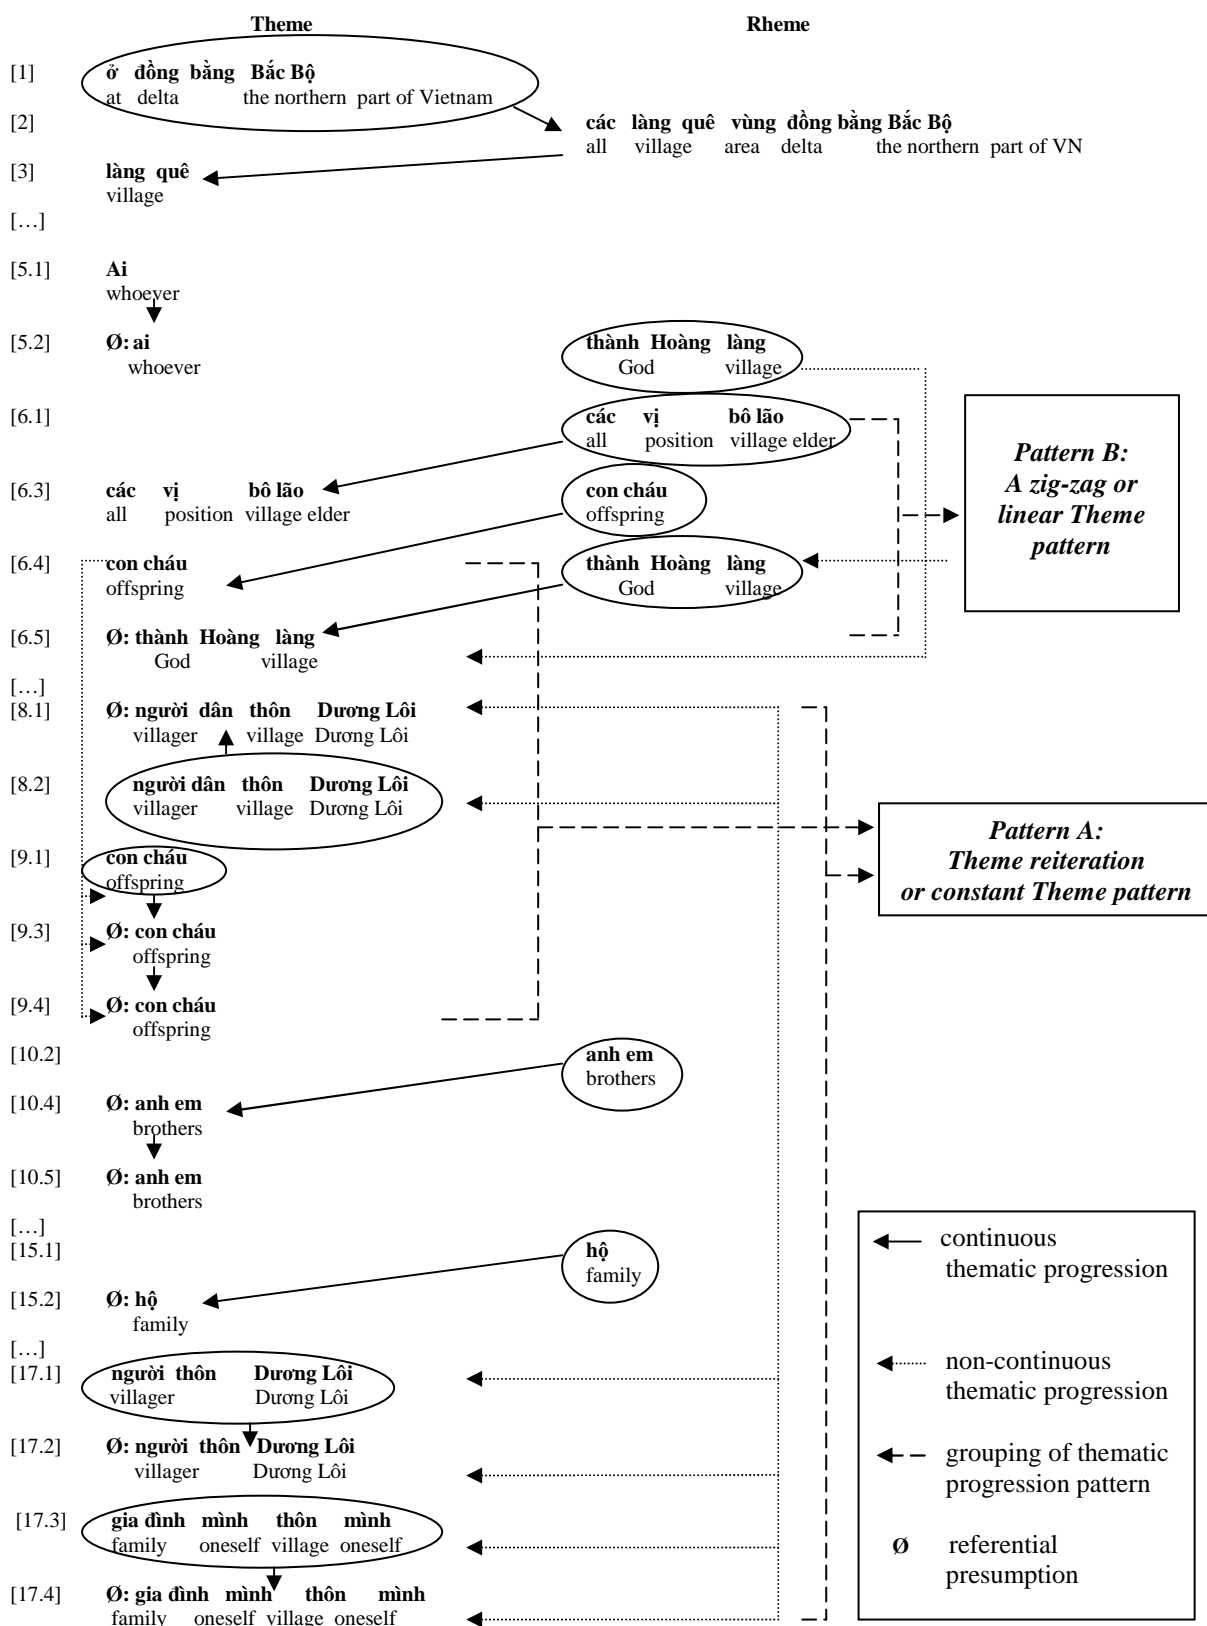 Theme Rheme
[1] ở đồng bằng Bắc Bộ
at delta the northern part of Vietnam
[2] các làng quê vùng đồng bằng Bắc Bộ
all village area delta the northern part of VN
[3] làng quê
village
[…]
[5.1] Ai
whoever
[5.2] Ø: ai thành Hoàng làng
whoever God village
[6.1] các vị bô lão
all position village elder
Pattern B:
A zig-zag or
linear Theme
pattern
[6.3] các vị bô lão con cháu
all position village elder offspring
[6.4] con cháu thành Hoàng làng
offspring God village
[6.5] Ø: thành Hoàng làng
God village
[…]
[8.1] Ø: người dân thôn Dương Lôi
villager village Dương Lôi
[8.2] người dân thôn Dương Lôi
villager village Dương Lôi
Pattern A:
Theme reiteration
or constant Theme pattern
[9.1] con cháu
offspring
[9.3] Ø: con cháu
offspring
[9.4] Ø: con cháu
offspring
[10.2] anh em
brothers
[10.4] Ø: anh em
brothers
[10.5] Ø: anh em
brothers
[…]
[15.1] hộ
family
[15.2] Ø: hộ
family
[…]
[17.1] người thôn Dương Lôi
villager Dương Lôi
[17.2] Ø: người thôn Dương Lôi
villager Dương Lôi
[17.3] gia đình mình thôn mình
family oneself village oneself
[17.4] Ø: gia đình mình thôn mình
family oneself village oneself
continuous
thematic progression
non-continuous
thematic progression
grouping of thematic
progression pattern
Ø referential
presumption